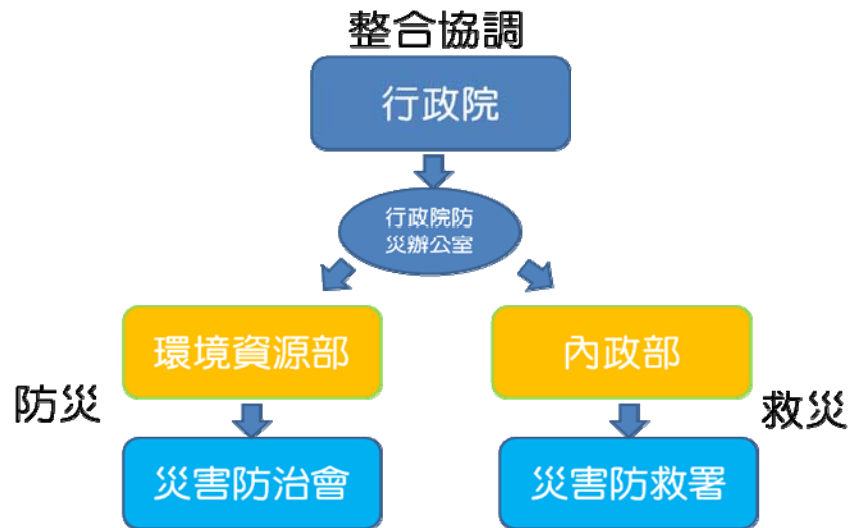 整合協調
行政院
行政院防
災辦公室
環境資源部
內政部
防災
救災
災害防治會
災害防救署